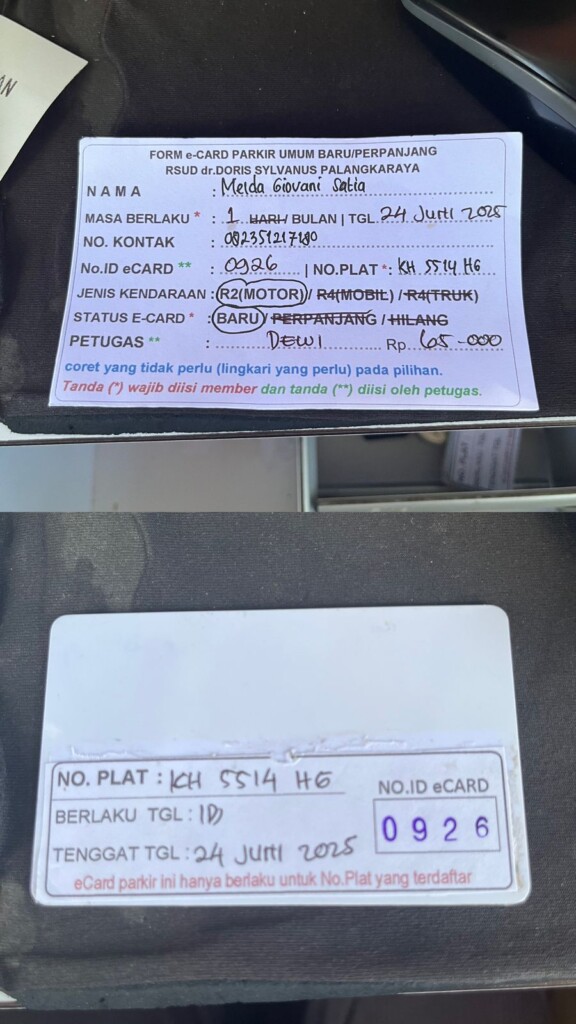 AN
FORM e-CARD PARKIR UMUM BARU/PERPANJANG
RSUD dr.DORIS SYLVANUS PALANGKARAYA
NAMA : Melda Giovani Satia
MASA BERLAKU * : 1 HARI/ BULAN | TGL. 24 Juni 2025
NO. KONTAK : 082351217180
No.ID eCARD ** : 0926 | NO.PLAT *: KH 5514 HG
JENIS KENDARAAN : R2(MOTOR) / R4(MOBIL) / R4(TRUK)
STATUS E-CARD * : BARU / PERPANJANG / HILANG
PETUGAS ** : DEWI Rp. 65.000
coret yang tidak perlu (lingkari yang perlu) pada pilihan.
Tanda (*) wajib diisi member dan tanda (**) diisi oleh petugas.
NO. PLAT : KH 5514 HG
NO.ID eCARD
BERLAKU TGL : ID
0926
TENGGAT TGL : 24 Juni 2025
eCard parkir ini hanya berlaku untuk No.Plat yang terdaftar